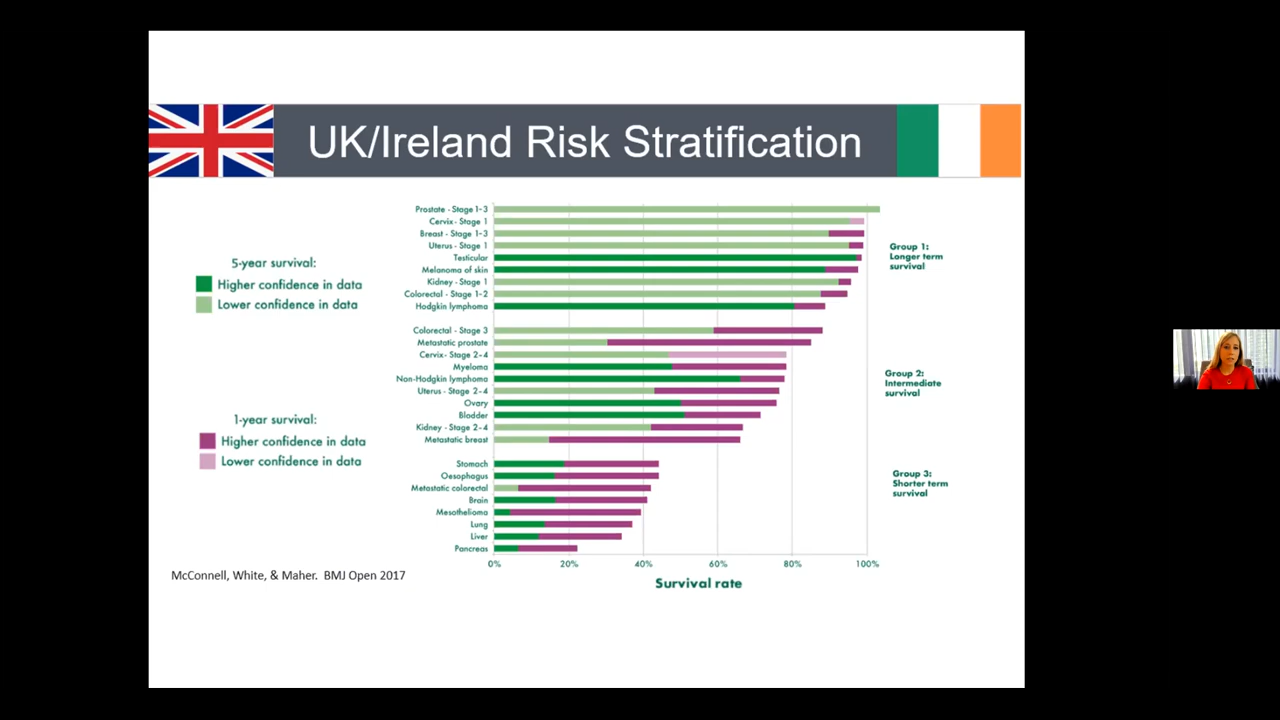 UK/Ireland Risk Stratification
5-year survival:
Higher confidence in data
Lower confidence in data
1-year survival:
Higher confidence in data
Lower confidence in data
Prostate - Stage 1-3
Cervix - Stage 1
Breast - Stage 1-3
Uterus - Stage 1
Testicular
Melanoma of skin
Kidney - Stage 1
Colorectal - Stage 1-2
Hodgkin lymphoma
Group 1:
Longer term
survival
Colorectal - Stage 3
Metastatic prostate
Cervix- Stage 2-4
Myeloma
Non-Hodgkin lymphoma
Uterus - Stage 2-4
Ovary
Bladder
Kidney - Stage 2-4
Metastatic breast
Group 2:
Intermediate
survival
Stomach
Oesophagus
Metastatic colorectal
Brain
Mesothelioma
Lung
Liver
Pancreas
Group 3:
Shorter term
survival
0% 20% 40% 60% 80% 100%
Survival rate
McConnell, White, & Maher. BMJ Open 2017